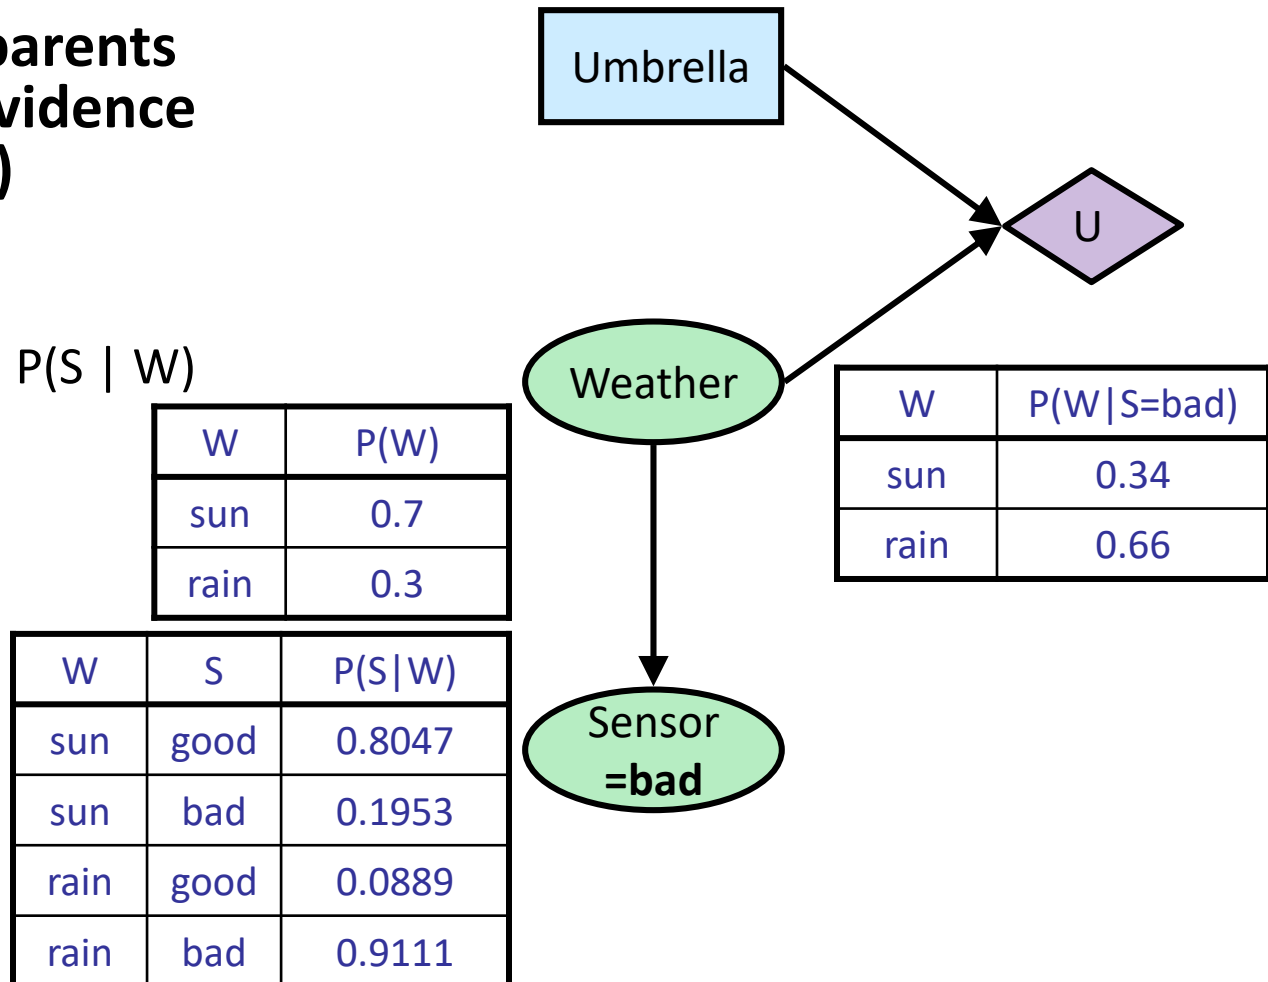 parents
vidence
)
Umbrella
U
P(S | W)
Weather
W P(W)
sun 0.7
rain 0.3
W P(W|S=bad)
sun 0.34
rain 0.66
W S P(S|W)
sun good 0.8047
sun bad 0.1953
rain good 0.0889
rain bad 0.9111
Sensor
=bad